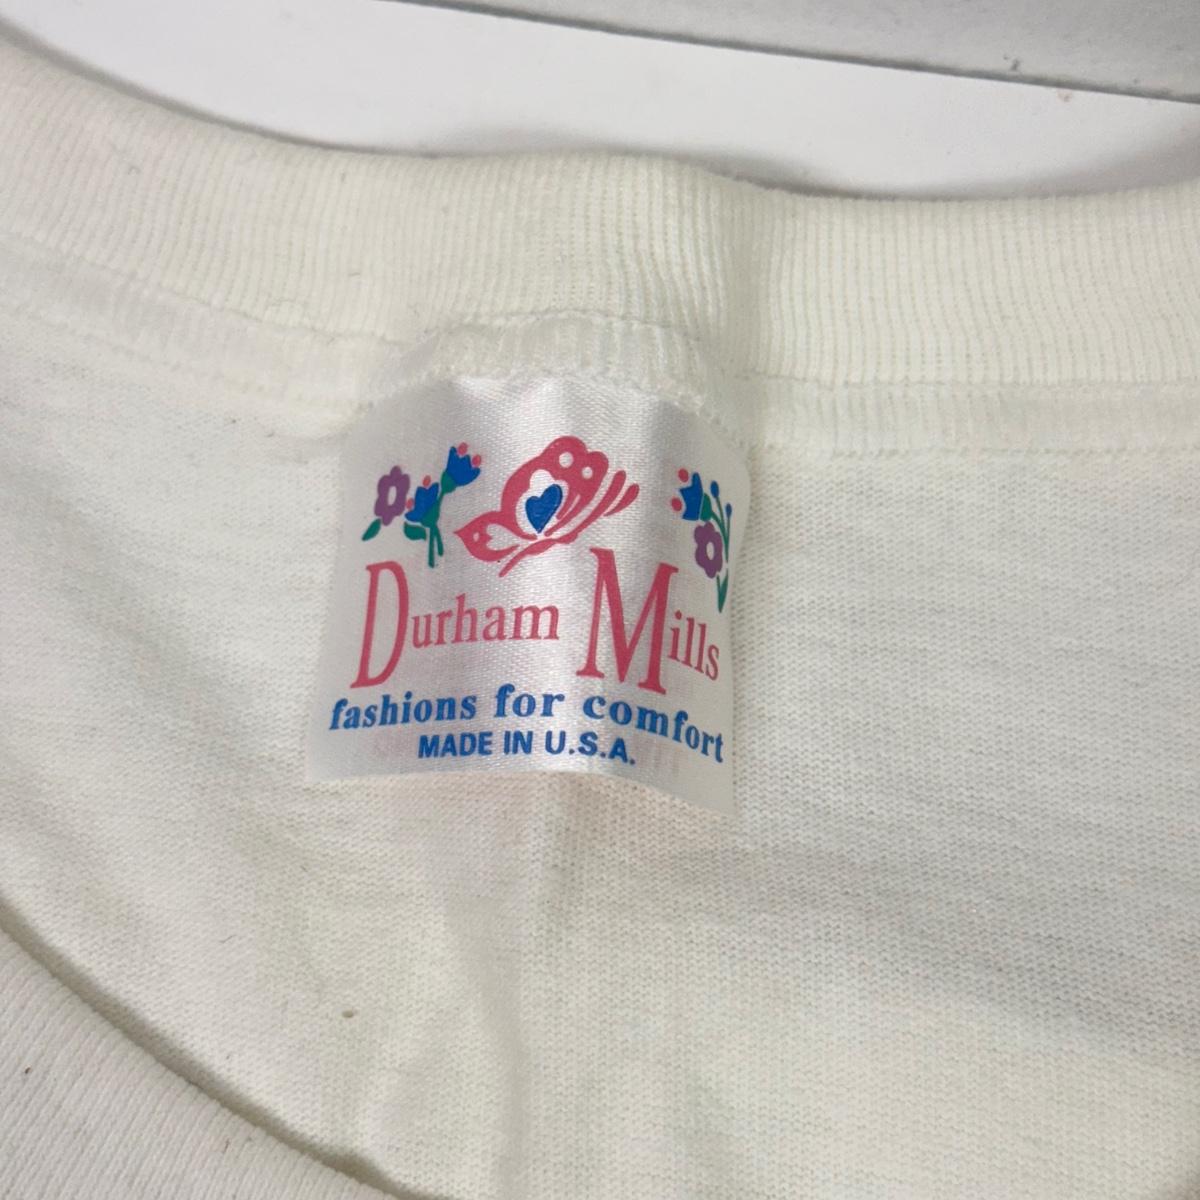 Durham Mills
fashions for comfort
MADE IN U.S.A.